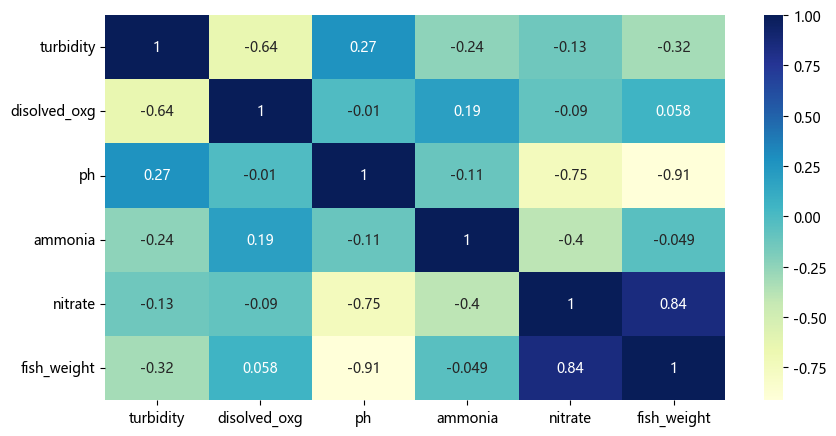 turbidity 1 -0.64 0.27 -0.24 -0.13 -0.32
disolved_oxg -0.64 1 -0.01 0.19 -0.09 0.058
ph 0.27 -0.01 1 -0.11 -0.75 -0.91
ammonia -0.24 0.19 -0.11 1 -0.4 -0.049
nitrate -0.13 -0.09 -0.75 -0.4 1 0.84
fish_weight -0.32 0.058 -0.91 -0.049 0.84 1
turbidity disolved_oxg ph ammonia nitrate fish_weight
1.00
0.75
0.50
0.25
0.00
-0.25
-0.50
-0.75